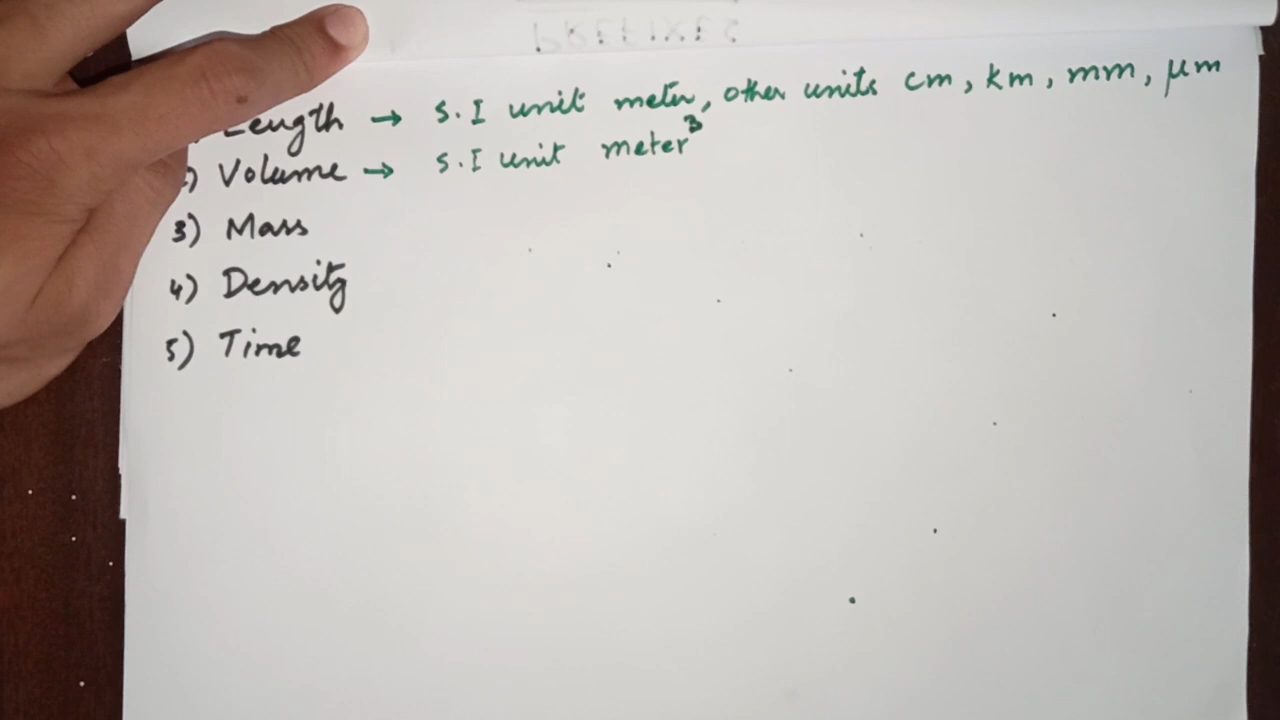 Length → S.I unit meter, other units cm, km, mm, μm
) Volume → S.I unit meter³
3) Mass
4) Density
5) Time